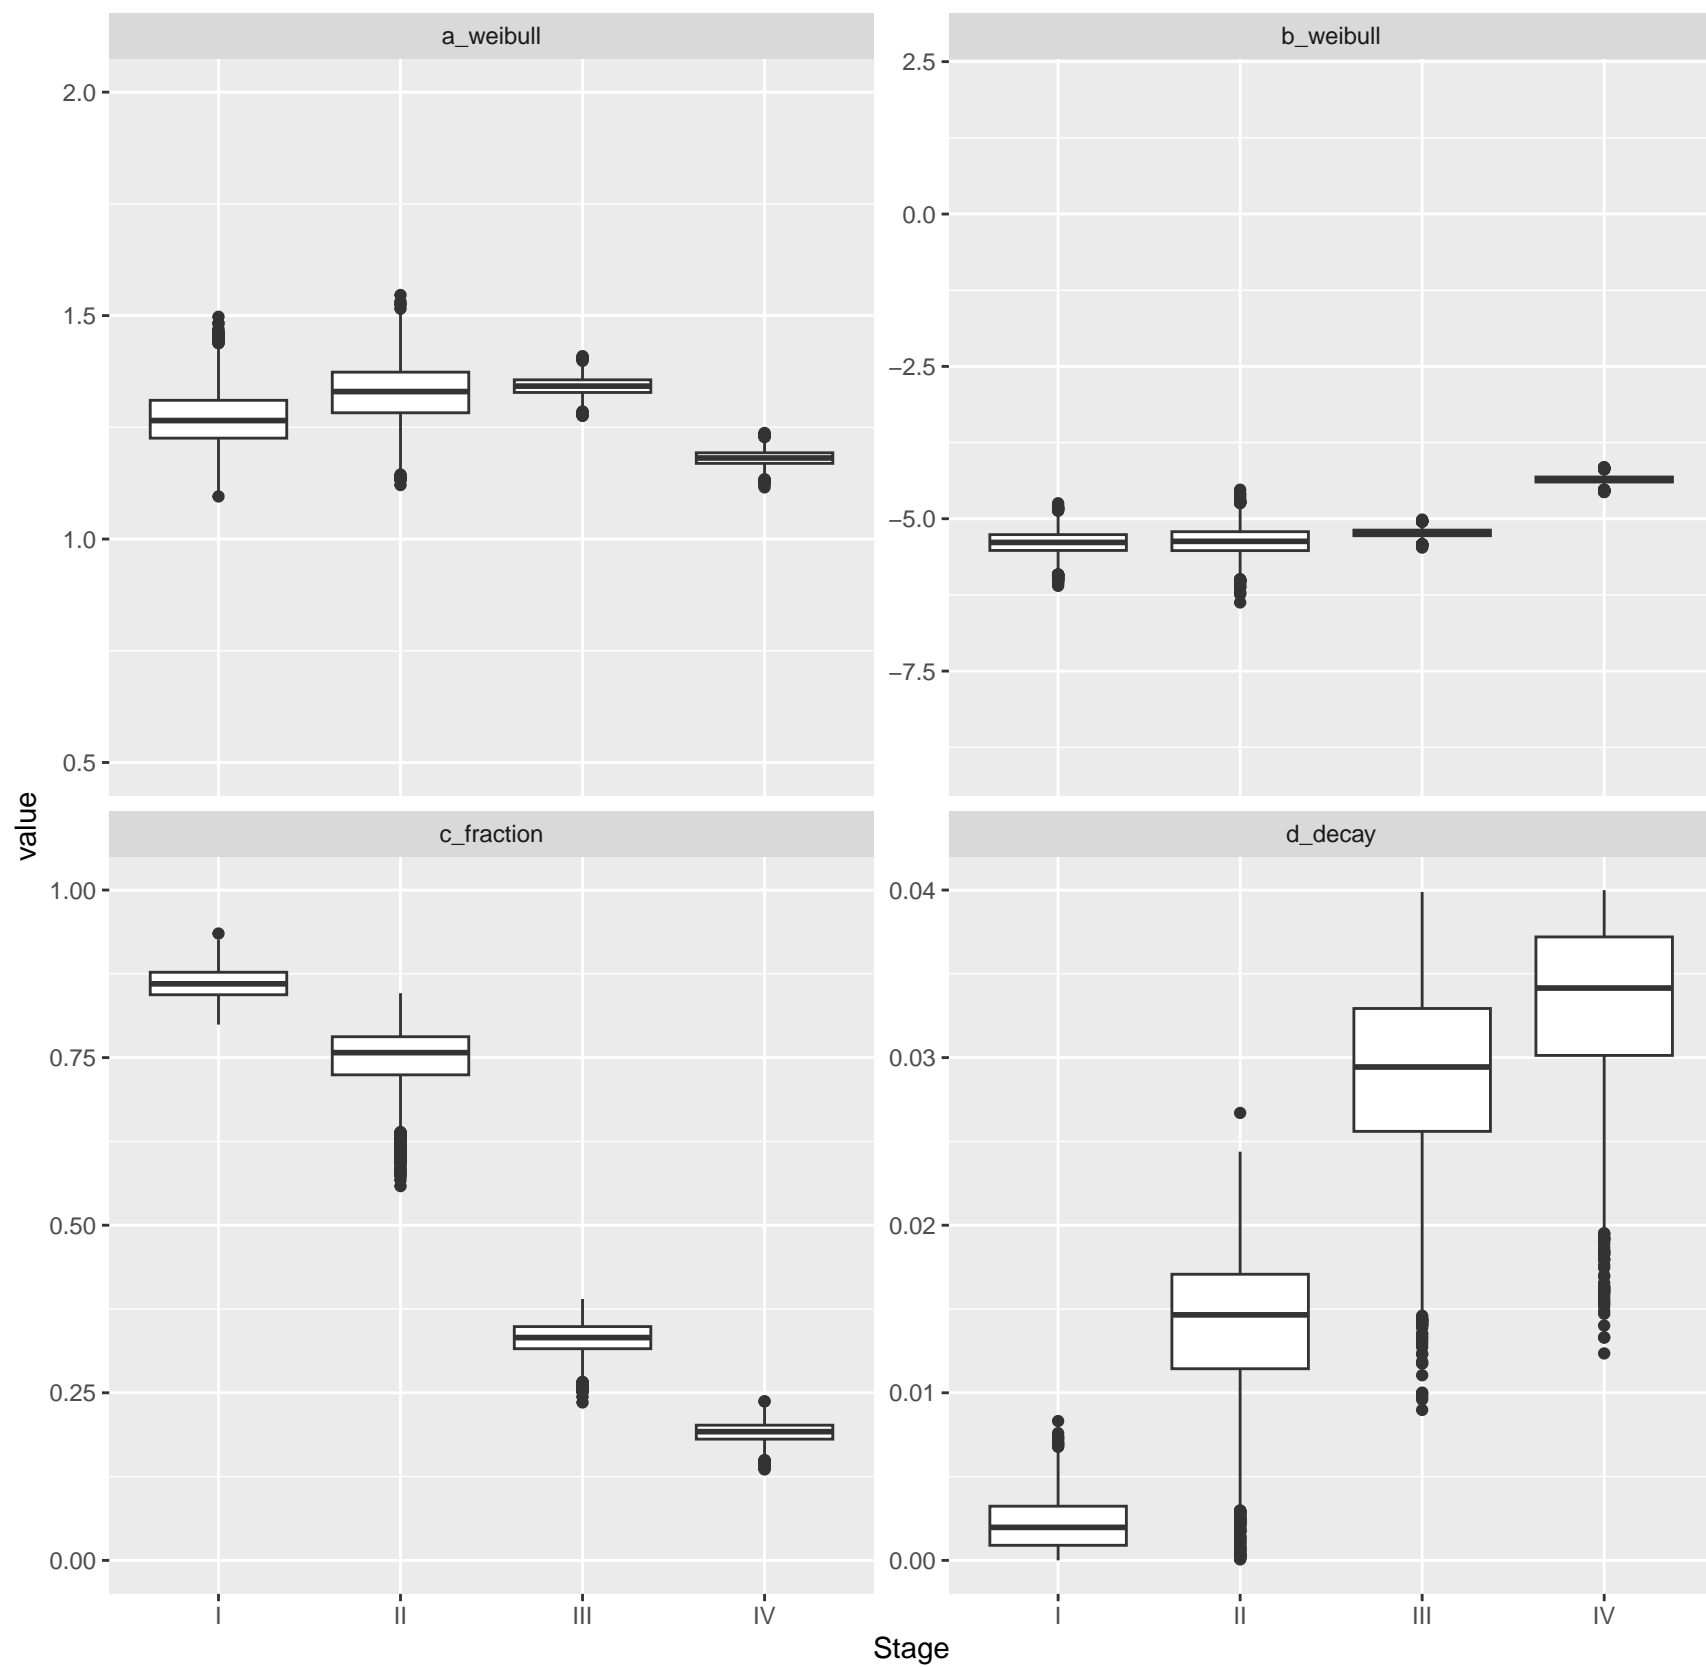 a_weibull
b_weibull
2.0
1.5
1.0
0.5
2.5
0.0
−2.5
−5.0
−7.5
value
c_fraction
d_decay
1.00
0.75
0.50
0.25
0.00
0.04
0.03
0.02
0.01
0.00
I
II
III
IV
I
II
III
IV
Stage